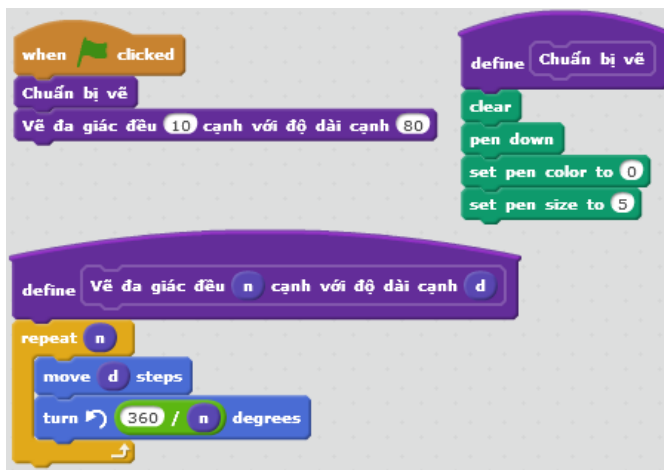 when clicked
Chuẩn bị vẽ
Vẽ đa giác đều 10 cạnh với độ dài cạnh 80
define Chuẩn bị vẽ
clear
pen down
set pen color to 0
set pen size to 5
define Vẽ đa giác đều n cạnh với độ dài cạnh d
repeat n
move d steps
turn 360 / n degrees